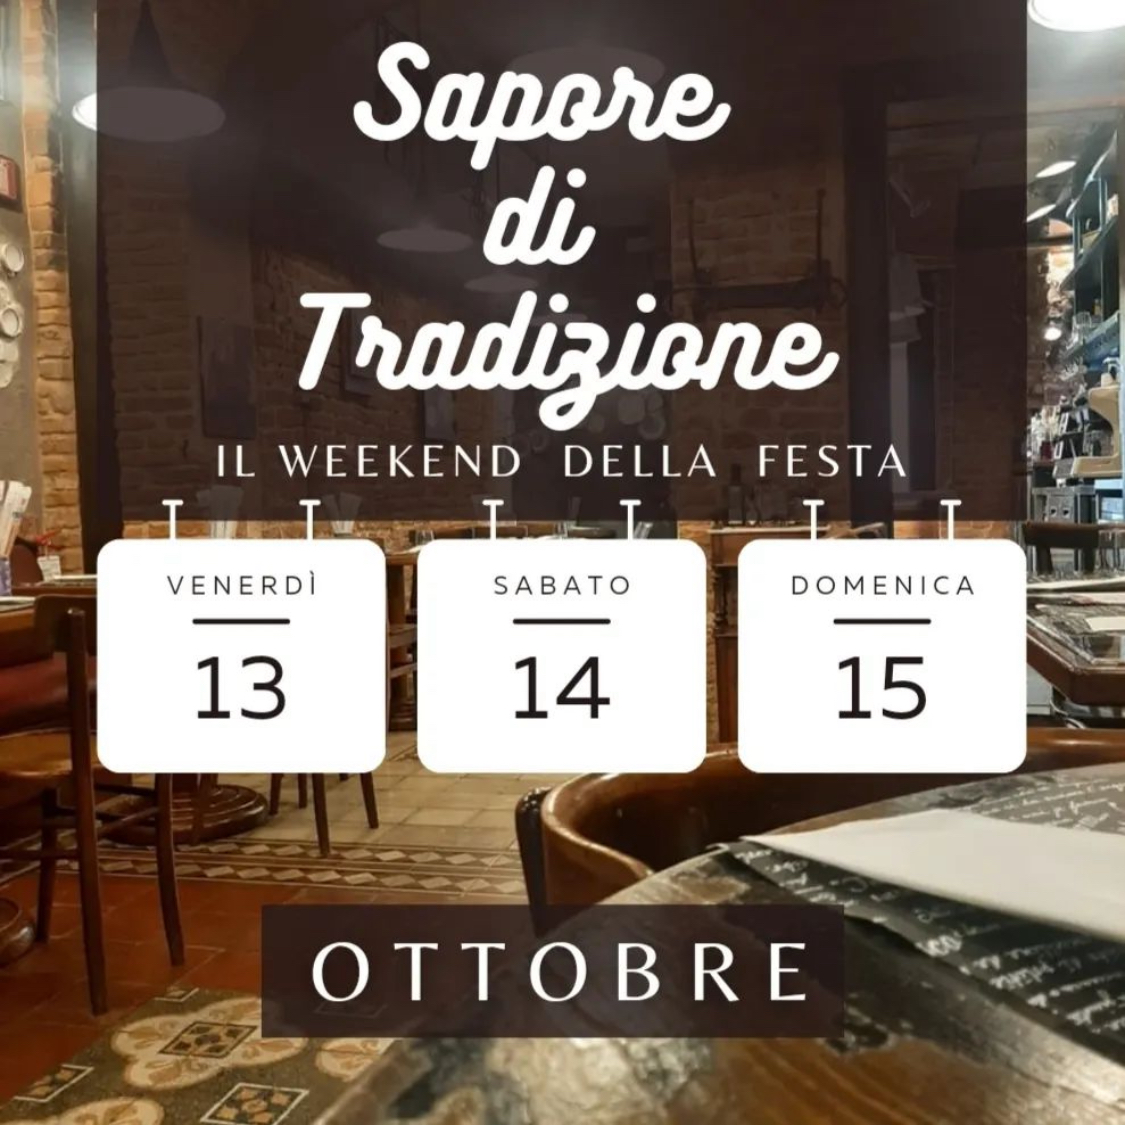 Sapore
di
Tradizione
IL WEEKEND DELLA FESTA
VENERDÌ
SABATO
DOMENICA
13
14
15
OTTOBRE